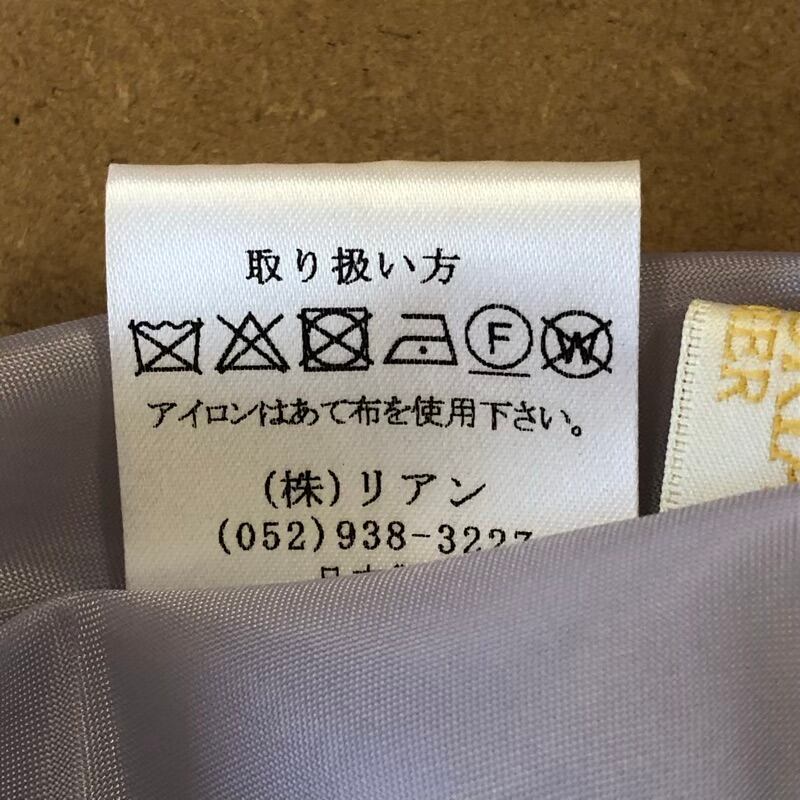 取り扱い方
F W
アイロンはあて布を使用下さい。
(株)リアン
(052)938-3227